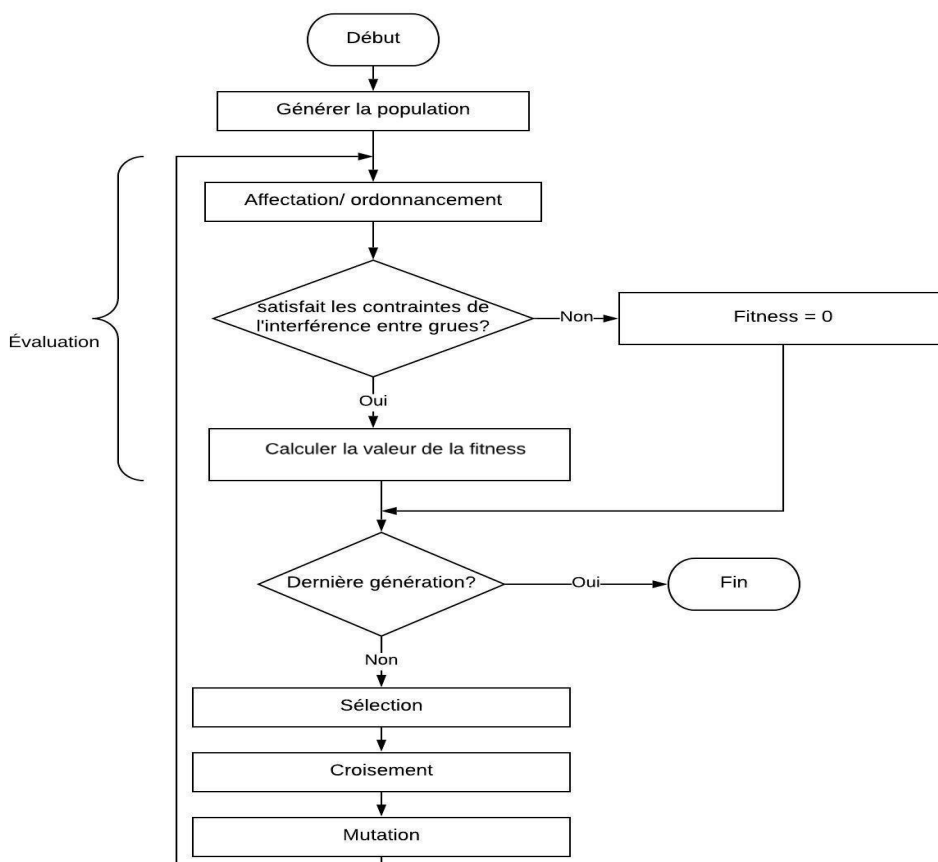 Début
Générer la population
Affectation/ ordonnancement
satisfait les contraintes de
l'interférence entre grues?
Non
Fitness = 0
Évaluation
Oui
Calculer la valeur de la fitness
Dernière génération?
Oui
Fin
Non
Sélection
Croisement
Mutation